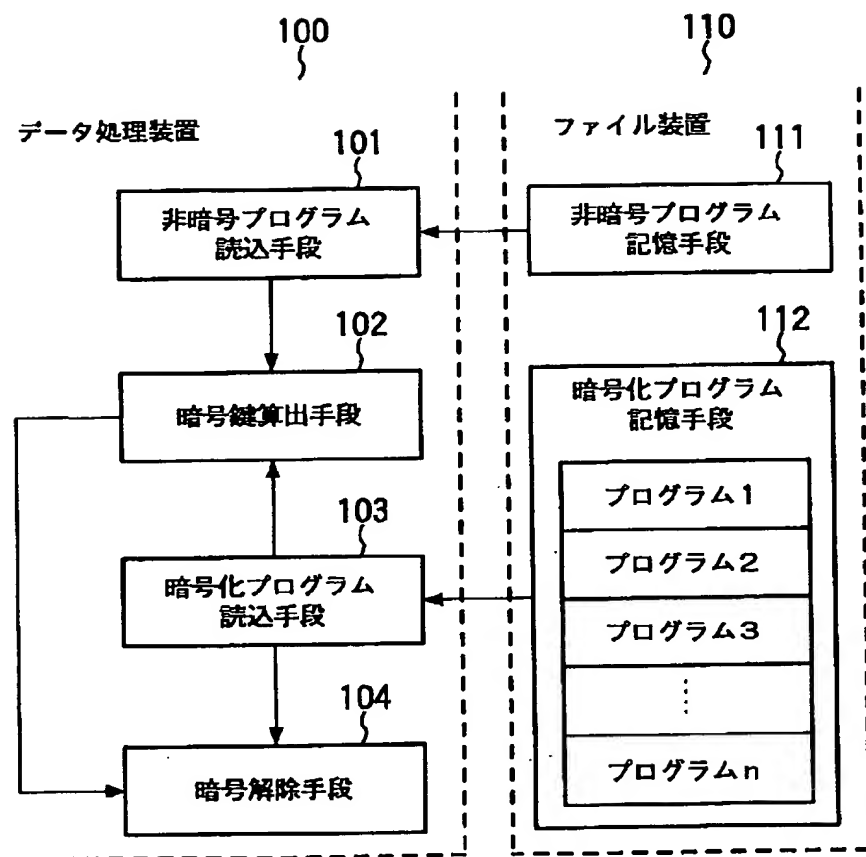 100
データ処理装置
101
非暗号プログラム
読込手段
102
暗号鍵算出手段
103
暗号化プログラム
読込手段
104
暗号解除手段
110
ファイル装置
111
非暗号プログラム
記憶手段
112
暗号化プログラム
記憶手段
プログラム1
プログラム2
プログラム3
⋮
プログラムn